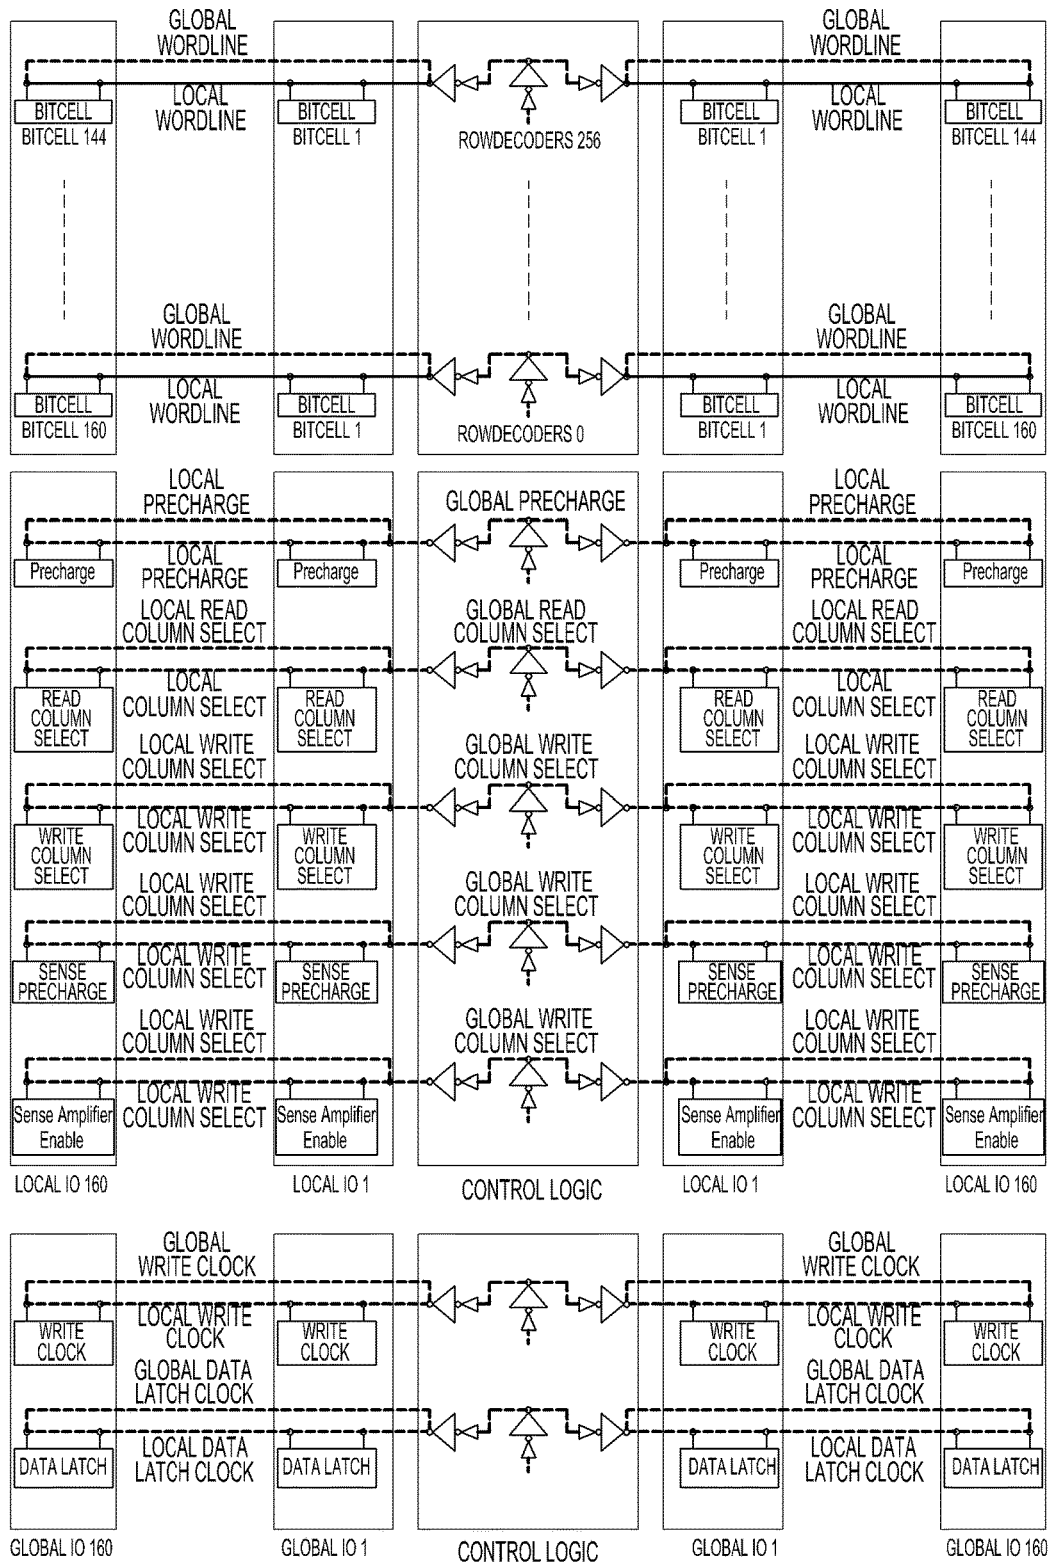 GLOBAL
WORDLINE
GLOBAL
WORDLINE
LOCAL
WORDLINE
LOCAL
WORDLINE
BITCELL
BITCELL
BITCELL
BITCELL
BITCELL 144
BITCELL 1
ROWDECODERS 256
BITCELL 1
BITCELL 144
GLOBAL
WORDLINE
GLOBAL
WORDLINE
LOCAL
WORDLINE
LOCAL
WORDLINE
BITCELL
BITCELL
BITCELL
BITCELL
BITCELL 160
BITCELL 1
ROWDECODERS 0
BITCELL 1
BITCELL 160
LOCAL
PRECHARGE
GLOBAL PRECHARGE
LOCAL
PRECHARGE
LOCAL
PRECHARGE
LOCAL
PRECHARGE
Precharge
Precharge
Precharge
Precharge
LOCAL READ
COLUMN SELECT
GLOBAL READ
COLUMN SELECT
LOCAL READ
COLUMN SELECT
LOCAL
COLUMN SELECT
LOCAL
COLUMN SELECT
READ
COLUMN
SELECT
READ
COLUMN
SELECT
READ
COLUMN
SELECT
READ
COLUMN
SELECT
LOCAL WRITE
COLUMN SELECT
GLOBAL WRITE
COLUMN SELECT
LOCAL WRITE
COLUMN SELECT
LOCAL WRITE
COLUMN SELECT
LOCAL WRITE
COLUMN SELECT
WRITE
COLUMN
SELECT
WRITE
COLUMN
SELECT
WRITE
COLUMN
SELECT
WRITE
COLUMN
SELECT
LOCAL WRITE
COLUMN SELECT
GLOBAL WRITE
COLUMN SELECT
LOCAL WRITE
COLUMN SELECT
LOCAL WRITE
COLUMN SELECT
LOCAL WRITE
COLUMN SELECT
SENSE
PRECHARGE
SENSE
PRECHARGE
SENSE
PRECHARGE
SENSE
PRECHARGE
LOCAL WRITE
COLUMN SELECT
GLOBAL WRITE
COLUMN SELECT
LOCAL WRITE
COLUMN SELECT
LOCAL WRITE
COLUMN SELECT
LOCAL WRITE
COLUMN SELECT
Sense Amplifier
Enable
Sense Amplifier
Enable
Sense Amplifier
Enable
Sense Amplifier
Enable
LOCAL IO 160
LOCAL IO 1
CONTROL LOGIC
LOCAL IO 1
LOCAL IO 160
GLOBAL
WRITE CLOCK
GLOBAL
WRITE CLOCK
LOCAL WRITE
CLOCK
LOCAL WRITE
CLOCK
WRITE
CLOCK
WRITE
CLOCK
WRITE
CLOCK
WRITE
CLOCK
GLOBAL DATA
LATCH CLOCK
GLOBAL DATA
LATCH CLOCK
LOCAL DATA
LATCH CLOCK
LOCAL DATA
LATCH CLOCK
DATA LATCH
DATA LATCH
DATA LATCH
DATA LATCH
GLOBAL IO 160
GLOBAL IO 1
CONTROL LOGIC
GLOBAL IO 1
GLOBAL IO 160